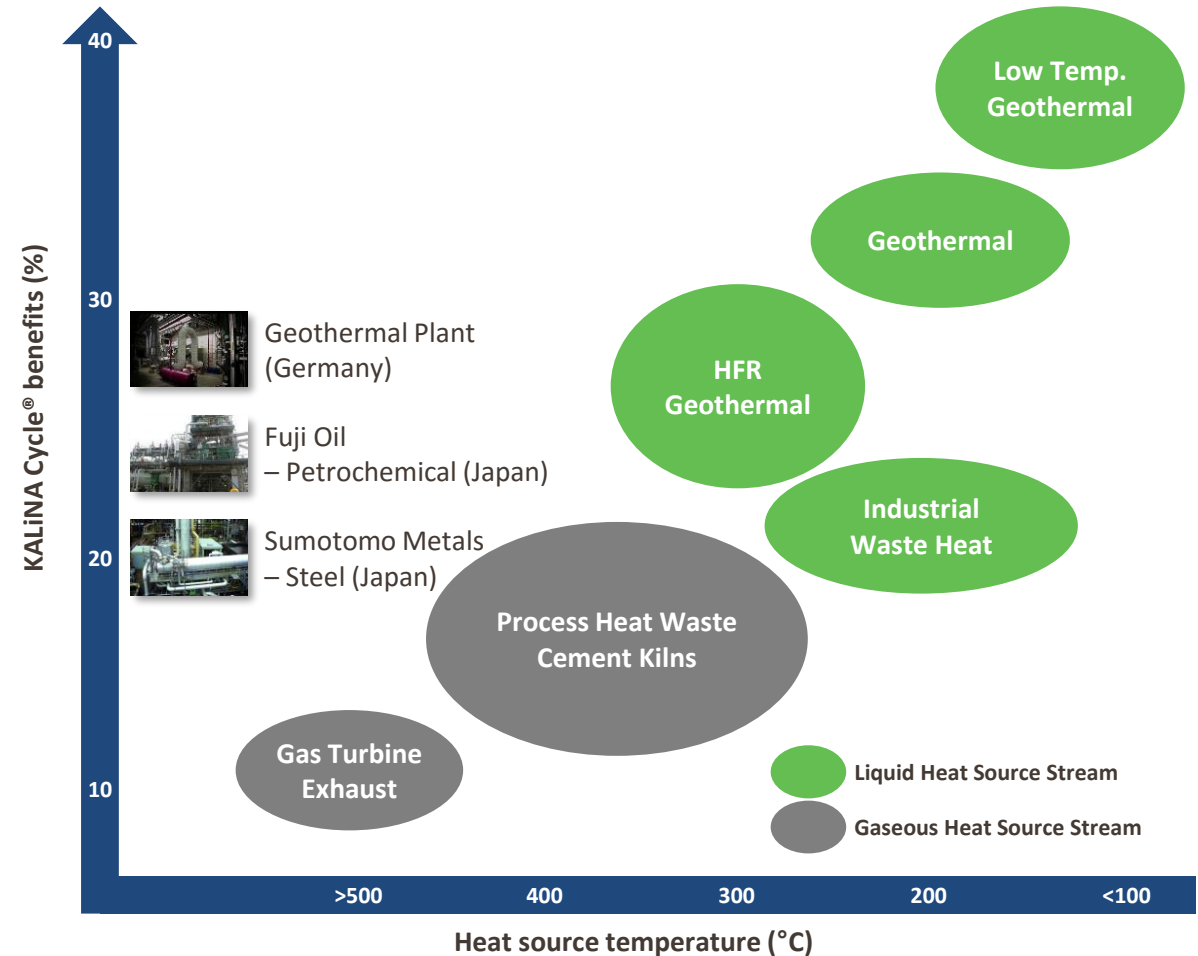 40
30
20
10
KALiNA Cycle® benefits (%)
Low Temp.
Geothermal
Geothermal
HFR
Geothermal
Industrial
Waste Heat
Process Heat Waste
Cement Kilns
Gas Turbine
Exhaust
Geothermal Plant
(Germany)
Fuji Oil
– Petrochemical (Japan)
Sumotomo Metals
– Steel (Japan)
Liquid Heat Source Stream
Gaseous Heat Source Stream
>500
400
300
200
<100
Heat source temperature (°C)